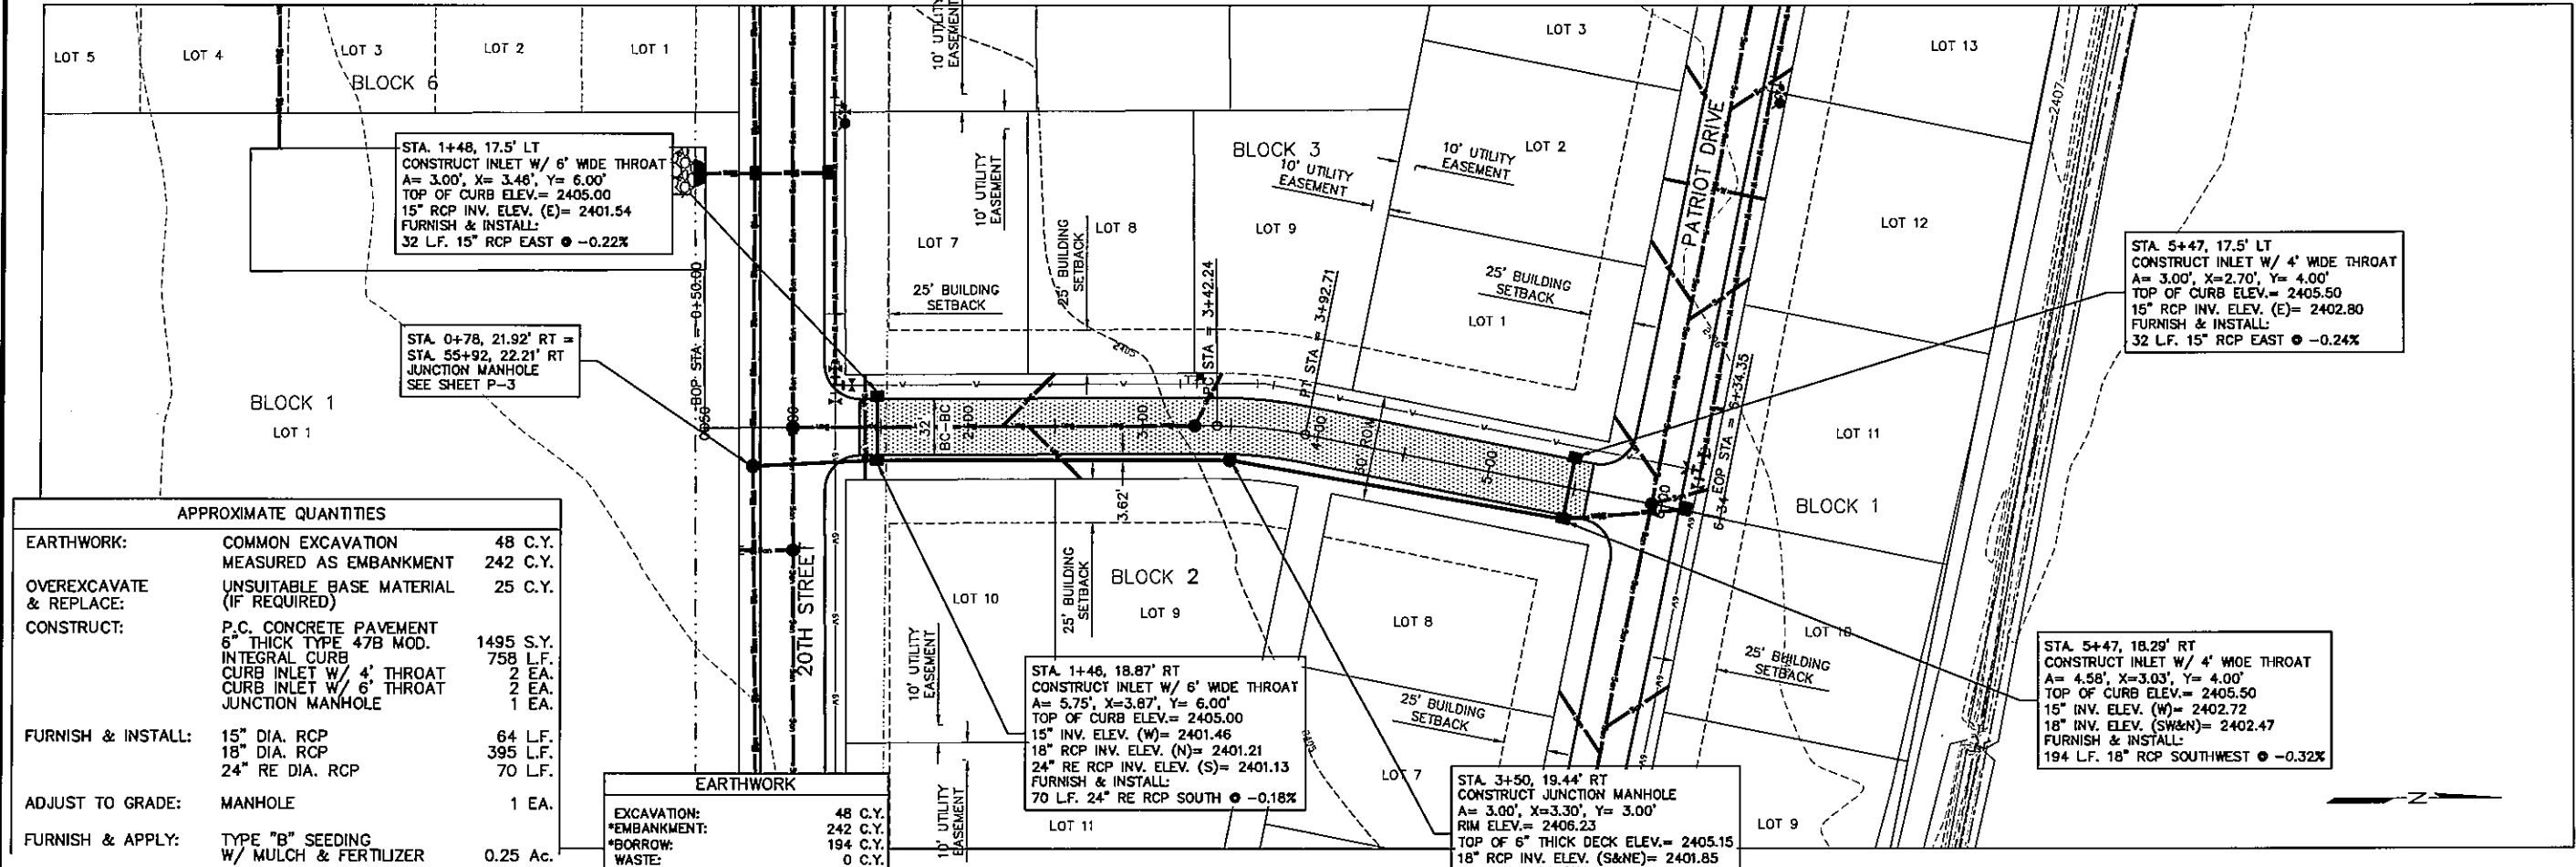 LOT 5
LOT 4
LOT 3
LOT 2
LOT 1
BLOCK 6
10' UTILITY
EASEMENT
LOT 3
LOT 13
2407
STA. 1+48, 17.5' LT
CONSTRUCT INLET W/ 6' WIDE THROAT
A= 3.00', X= 3.46', Y= 6.00'
TOP OF CURB ELEV.= 2405.00
15" RCP INV. ELEV. (E)= 2401.54
FURNISH & INSTALL:
32 L.F. 15" RCP EAST @ -0.22%
10' UTILITY
EASEMENT
BLOCK 3
10' UTILITY
EASEMENT
10' UTILITY
EASEMENT
LOT 2
PATRIOT DRIVE
LOT 12
LOT 7
LOT 8
LOT 9
25' BUILDING
SETBACK
25' BUILDING
SETBACK
25' BUILDING
SETBACK
LOT 1
BOP STA = 0+50.00
PC STA = 3+42.24
PT STA = 3+92.71
STA. 5+47, 17.5' LT
CONSTRUCT INLET W/ 4' WIDE THROAT
A= 3.00', X=2.70', Y= 4.00'
TOP OF CURB ELEV.= 2405.50
15" RCP INV. ELEV. (E)= 2402.80
FURNISH & INSTALL:
32 L.F. 15" RCP EAST @ -0.24%
STA. 0+78, 21.92' RT =
STA. 55+92, 22.21' RT
JUNCTION MANHOLE
SEE SHEET P-3
2405
BLOCK 1
LOT 1
0+50
32'
BC-BC
2+00
3+00
4+00
60' ROW
5+00
6+00
6+34 EOP STA = 6+34.35
LOT 11
BLOCK 1
3.62'
20TH STREET
BLOCK 2
LOT 10
LOT 9
25' BUILDING
SETBACK
LOT 8
LOT 10
25' BUILDING
SETBACK
25' BUILDING
SETBACK
2405
LOT 7
10' UTILITY
EASEMENT
10' UTILITY
EASEMENT
LOT 11
LOT 9
N
APPROXIMATE QUANTITIES
EARTHWORK: COMMON EXCAVATION 48 C.Y.
MEASURED AS EMBANKMENT 242 C.Y.
OVEREXCAVATE UNSUITABLE BASE MATERIAL 25 C.Y.
& REPLACE: (IF REQUIRED)
CONSTRUCT: P.C. CONCRETE PAVEMENT
6" THICK TYPE 47B MOD. 1495 S.Y.
INTEGRAL CURB 758 L.F.
CURB INLET W/ 4' THROAT 2 EA.
CURB INLET W/ 6' THROAT 2 EA.
JUNCTION MANHOLE 1 EA.
FURNISH & INSTALL: 15" DIA. RCP 64 L.F.
18" DIA. RCP 395 L.F.
24" RE DIA. RCP 70 L.F.
ADJUST TO GRADE: MANHOLE 1 EA.
FURNISH & APPLY: TYPE "B" SEEDING
W/ MULCH & FERTILIZER 0.25 Ac.
EARTHWORK
EXCAVATION: 48 C.Y.
*EMBANKMENT: 242 C.Y.
*BORROW: 194 C.Y.
WASTE: 0 C.Y.
STA. 1+46, 18.87' RT
CONSTRUCT INLET W/ 6' WIDE THROAT
A= 5.75', X=3.87', Y= 6.00'
TOP OF CURB ELEV.= 2405.00
15" INV. ELEV. (W)= 2401.46
18" RCP INV. ELEV. (N)= 2401.21
24" RE RCP INV. ELEV. (S)= 2401.13
FURNISH & INSTALL:
70 L.F. 24" RE RCP SOUTH @ -0.18%
STA. 3+50, 19.44' RT
CONSTRUCT JUNCTION MANHOLE
A= 3.00', X=3.30', Y= 3.00'
RIM ELEV.= 2406.23
TOP OF 6" THICK DECK ELEV.= 2405.15
18" RCP INV. ELEV. (S&NE)= 2401.85
STA. 5+47, 18.29' RT
CONSTRUCT INLET W/ 4' WIDE THROAT
A= 4.58', X=3.03', Y= 4.00'
TOP OF CURB ELEV.= 2405.50
15" INV. ELEV. (W)= 2402.72
18" INV. ELEV. (SW&N)= 2402.47
FURNISH & INSTALL:
194 L.F. 18" RCP SOUTHWEST @ -0.32%